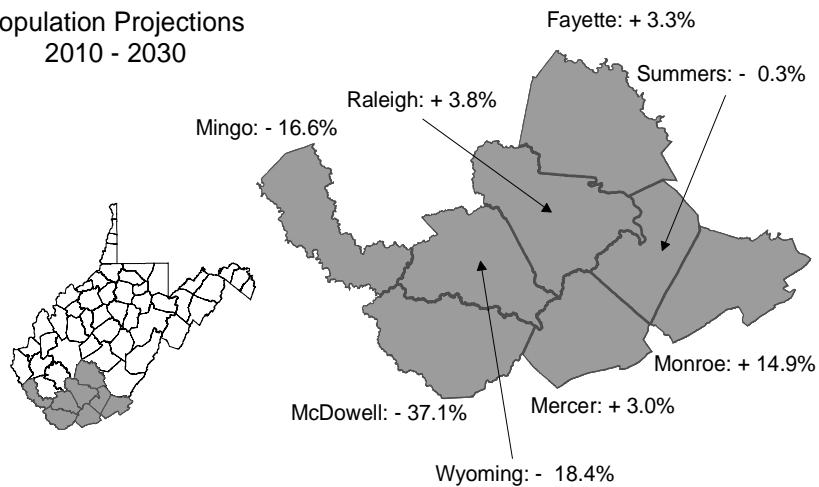 opulation Projections
2010 - 2030
Fayette: + 3.3%
Summers: - 0.3%
Raleigh: + 3.8%
Mingo: - 16.6%
Monroe: + 14.9%
McDowell: - 37.1%
Mercer: + 3.0%
Wyoming: - 18.4%